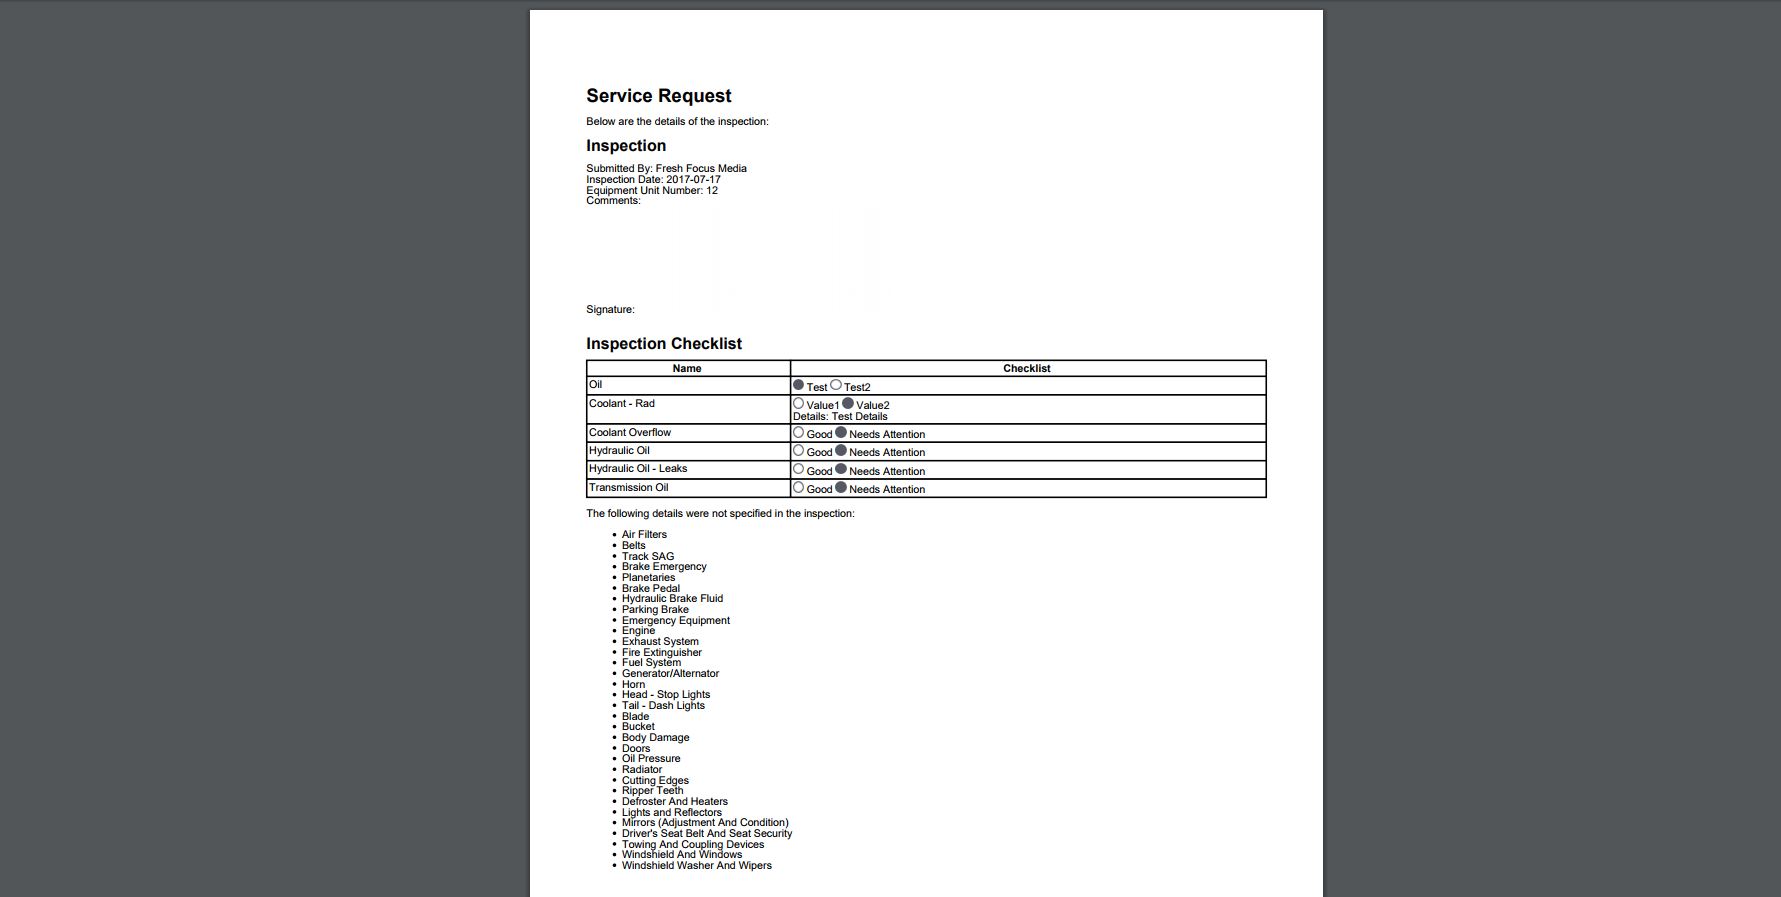 Service Request
Below are the details of the inspection:
Inspection
Submitted By: Fresh Focus Media
Inspection Date: 2017-07-17
Equipment Unit Number: 12
Comments:
Signature:
Inspection Checklist
Name Checklist
Oil Test Test2
Coolant - Rad Value1 Value2
Details: Test Details
Coolant Overflow Good Needs Attention
Hydraulic Oil Good Needs Attention
Hydraulic Oil - Leaks Good Needs Attention
Transmission Oil Good Needs Attention
The following details were not specified in the inspection:
Air Filters
Belts
Track SAG
Brake Emergency
Planetaries
Brake Pedal
Hydraulic Brake Fluid
Parking Brake
Emergency Equipment
Engine
Exhaust System
Fire Extinguisher
Fuel System
Generator/Alternator
Horn
Head - Stop Lights
Tail - Dash Lights
Blade
Bucket
Body Damage
Doors
Oil Pressure
Radiator
Cutting Edges
Ripper Teeth
Defroster And Heaters
Lights and Reflectors
Mirrors (Adjustment And Condition)
Driver's Seat Belt And Seat Security
Towing And Coupling Devices
Windshield And Windows
Windshield Washer And Wipers